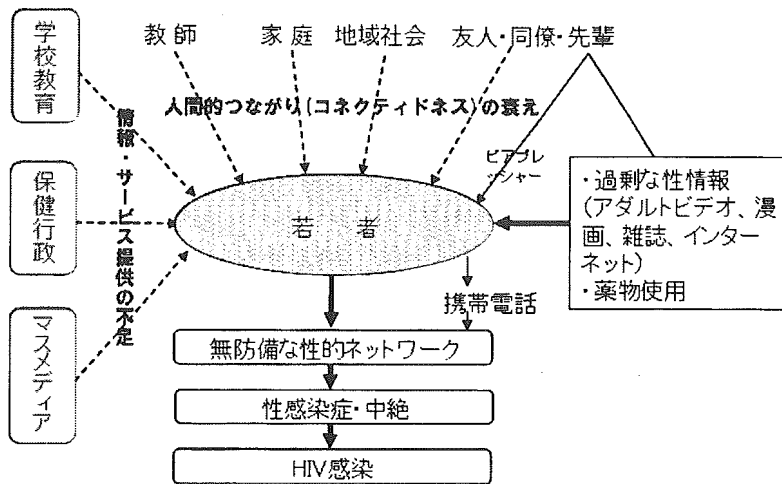 学校教育
教師
家庭
地域社会
友人・同僚・先輩
人間的つながり(コネクティドネス)の衰え
情報・サービス提供の不足
ピアプレ
ッシャー
保健行政
若者
・過剰な性情報
(アダルトビデオ、漫
画、雑誌、インター
ネット)
・薬物使用
携帯電話
マスメディア
無防備な性的ネットワーク
性感染症・中絶
HIV感染